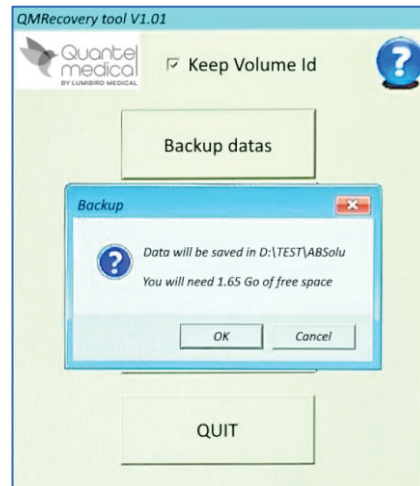 QMRecovery tool V1.01
Quantel
medical
BY LUMIBIRD MEDICAL
Keep Volume Id
?
Backup datas
Backup
?
Data will be saved in D:\TEST\ABSolu
You will need 1.65 Go of free space
OK
Cancel
QUIT